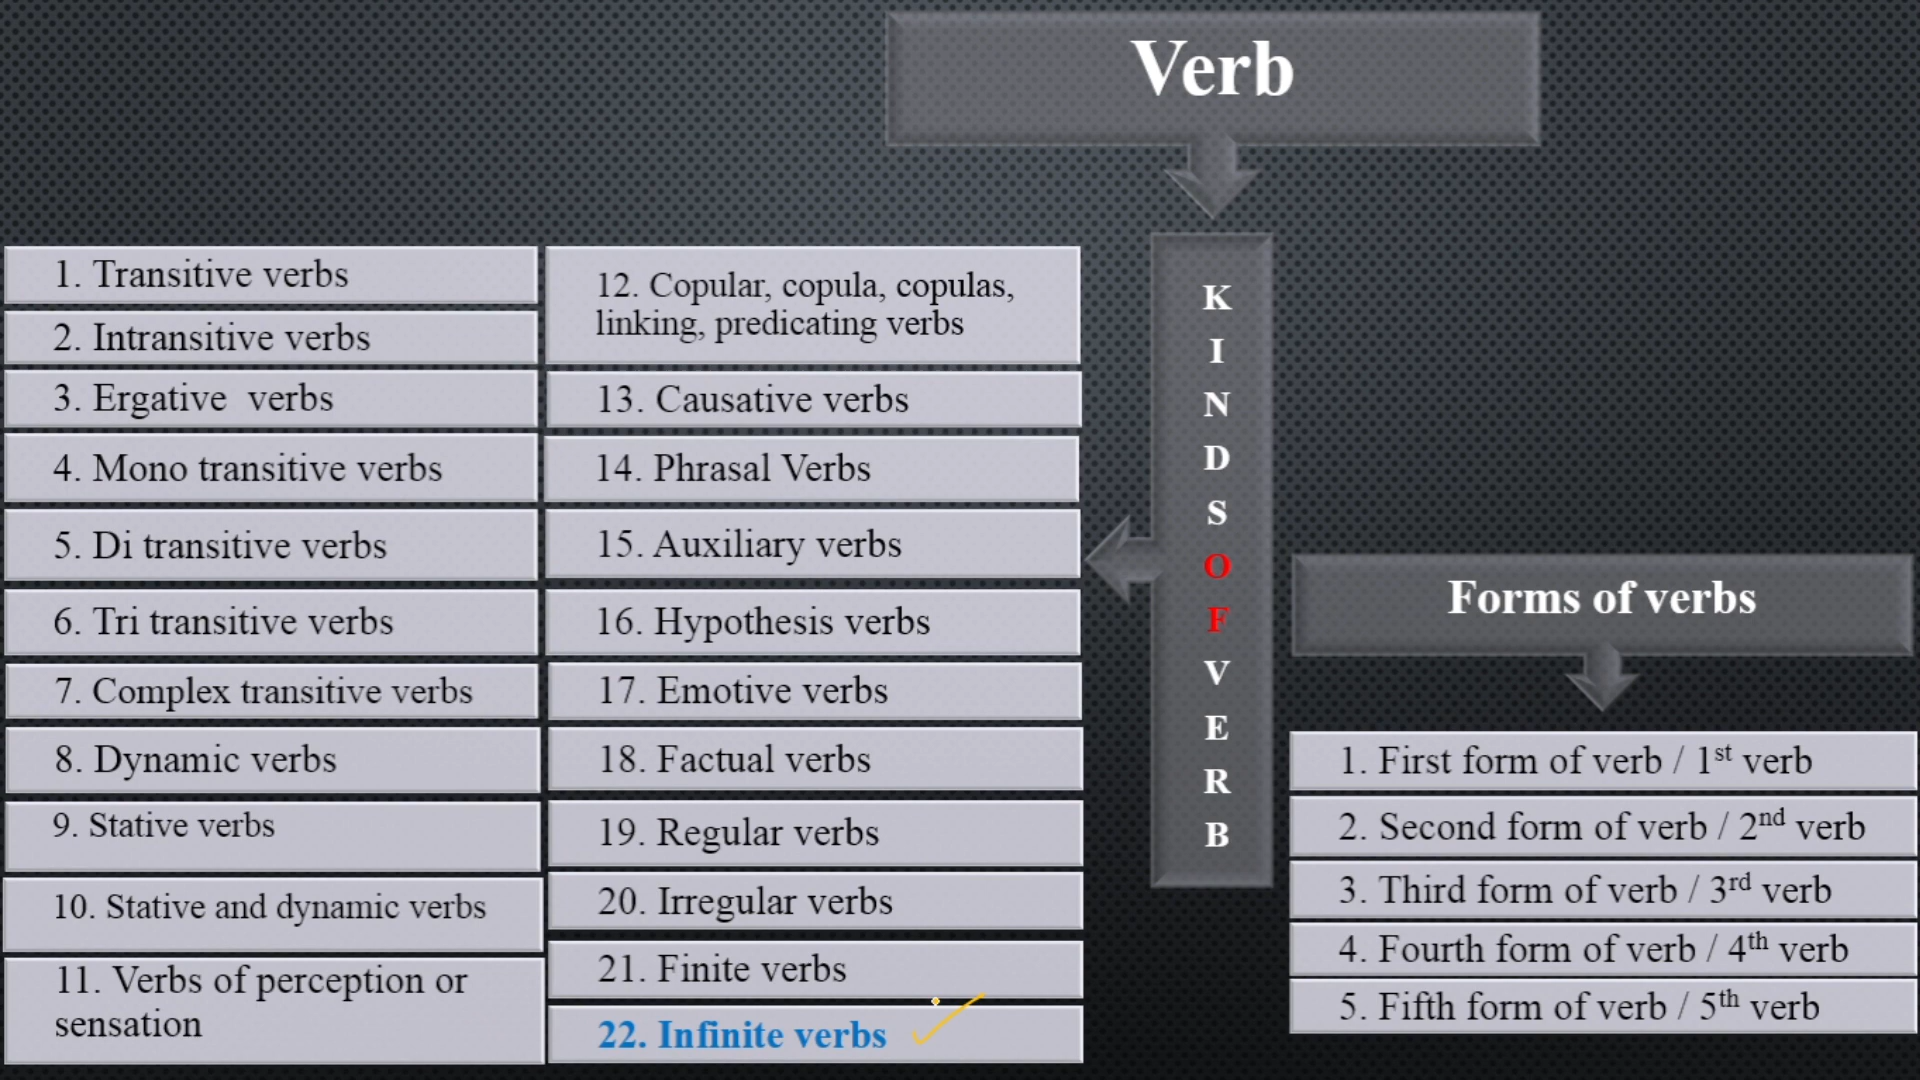 Verb
1. Transitive verbs
2. Intransitive verbs
3. Ergative verbs
4. Mono transitive verbs
5. Di transitive verbs
6. Tri transitive verbs
7. Complex transitive verbs
8. Dynamic verbs
9. Stative verbs
10. Stative and dynamic verbs
11. Verbs of perception or
sensation
12. Copular, copula, copulas,
linking, predicating verbs
13. Causative verbs
14. Phrasal Verbs
15. Auxiliary verbs
16. Hypothesis verbs
17. Emotive verbs
18. Factual verbs
19. Regular verbs
20. Irregular verbs
21. Finite verbs
22. Infinite verbs
K
I
N
D
S
O
F
V
E
R
B
Forms of verbs
1. First form of verb / 1st verb
2. Second form of verb / 2nd verb
3. Third form of verb / 3rd verb
4. Fourth form of verb / 4th verb
5. Fifth form of verb / 5th verb